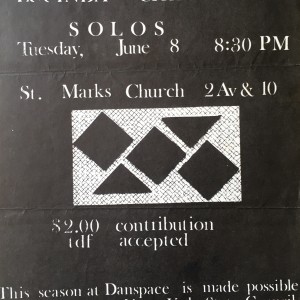 SOLOS
Tuesday, June 8 8:30 PM
St. Marks Church 2 Av & 10
$2.00 contribution
tdf accepted
This season at Danspace is made possible